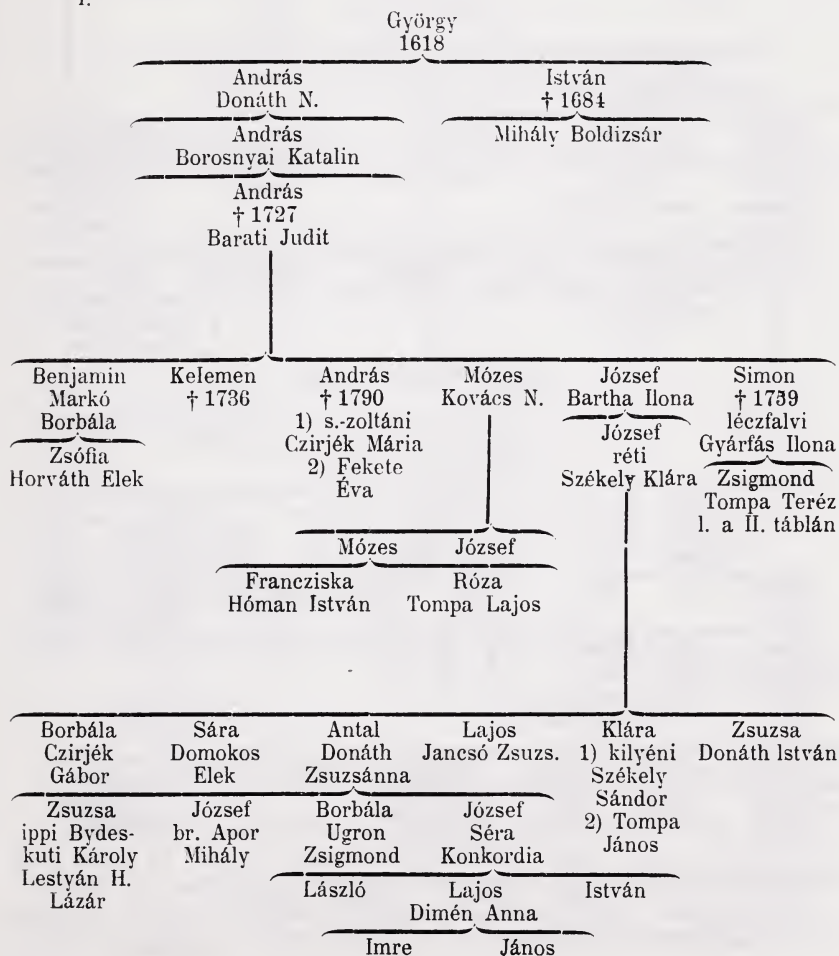 I.
György
1618
András
Donáth N.
István
† 1684
András
Borosnyai Katalin
Mihály Boldizsár
András
† 1727
Barati Judit
Benjamin
Markó
Borbála
Zsófia
Horváth Elek
Kelemen
† 1736
András
† 1790
1) s.-zoltáni
Czirjék Mária
2) Fekete
Éva
Mózes
Kovács N.
József
Bartha Ilona
József
réti
Székely Klára
Simon
† 1759
léczfalvi
Gyárfás Ilona
Zsigmond
Tompa Teréz
l. a II. táblán
Mózes József
Francziska
Hóman István
Róza
Tompa Lajos
Borbála
Czirjék
Gábor
Sára
Domokos
Elek
Antal
Donáth
Zsuzsánna
Lajos
Jancsó Zsuzs.
Klára
1) kilyéni
Székely
Sándor
2) Tompa
János
Zsuzsa
Donáth István
Zsuzsa
ippi Bydes-
kuti Károly
Lestyán H.
Lázár
József
br. Apor
Mihály
Borbála
Ugron
Zsigmond
József
Séra
Konkordia
László Lajos István
Dimén Anna
Imre János